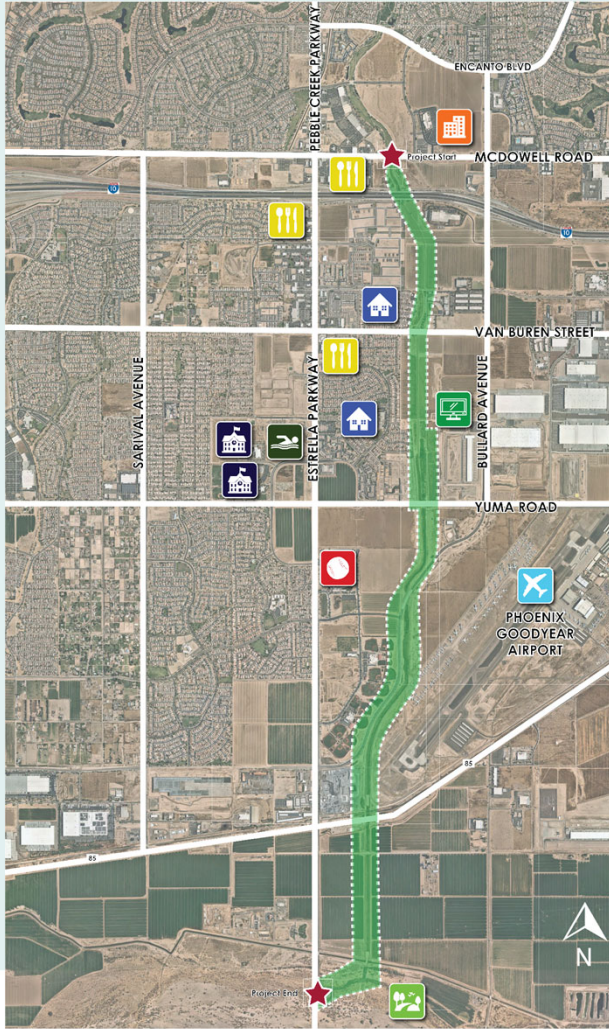 ENCANTO BLVD
PEBBLE CREEK PARKWAY
Project Start
MCDOWELL ROAD
10
10
VAN BUREN STREET
SARIVAL AVENUE
ESTRELLA PARKWAY
BULLARD AVENUE
YUMA ROAD
PHOENIX
GOODYEAR
AIRPORT
85
85
N
Project End